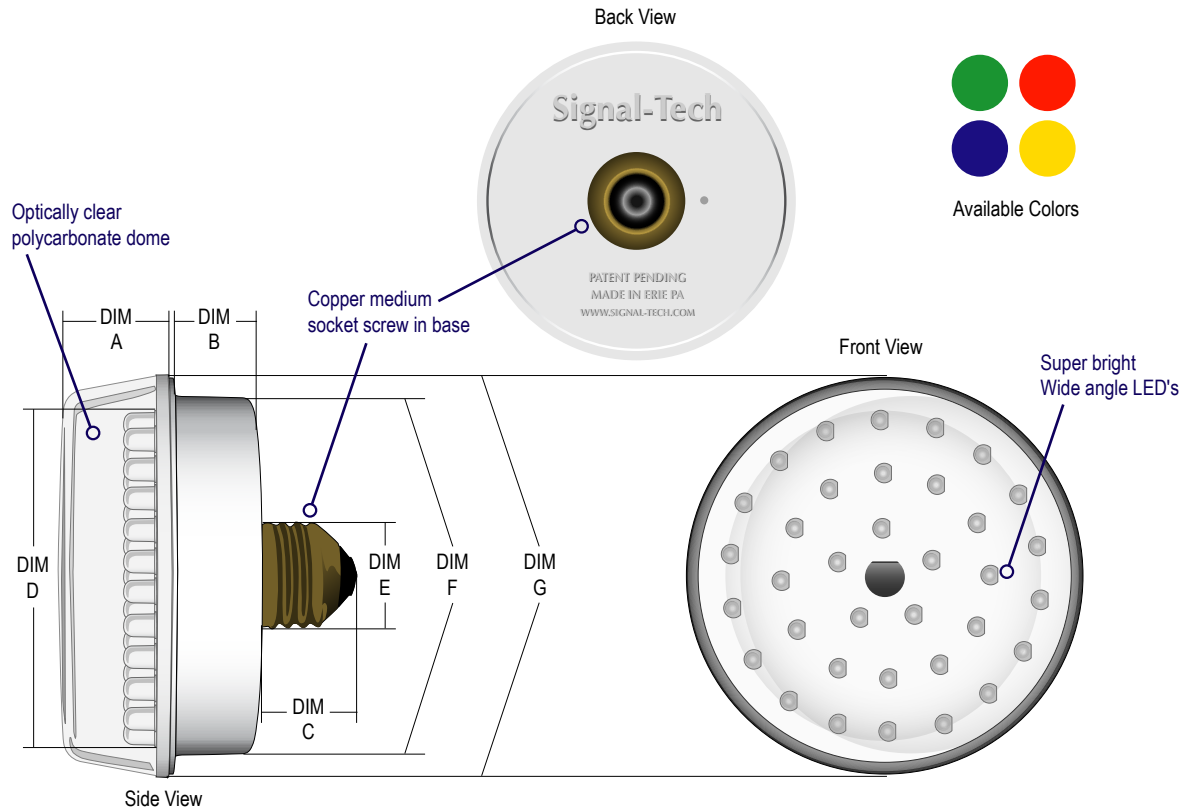 Back View
Signal-Tech
PATENT PENDING
MADE IN ERIE PA
WWW.SIGNAL-TECH.COM
Available Colors
Optically clear
polycarbonate dome
Copper medium
socket screw in base
DIM
A
DIM
B
Front View
Super bright
Wide angle LED's
DIM
D
DIM
E
DIM
F
DIM
G
DIM
C
Side View